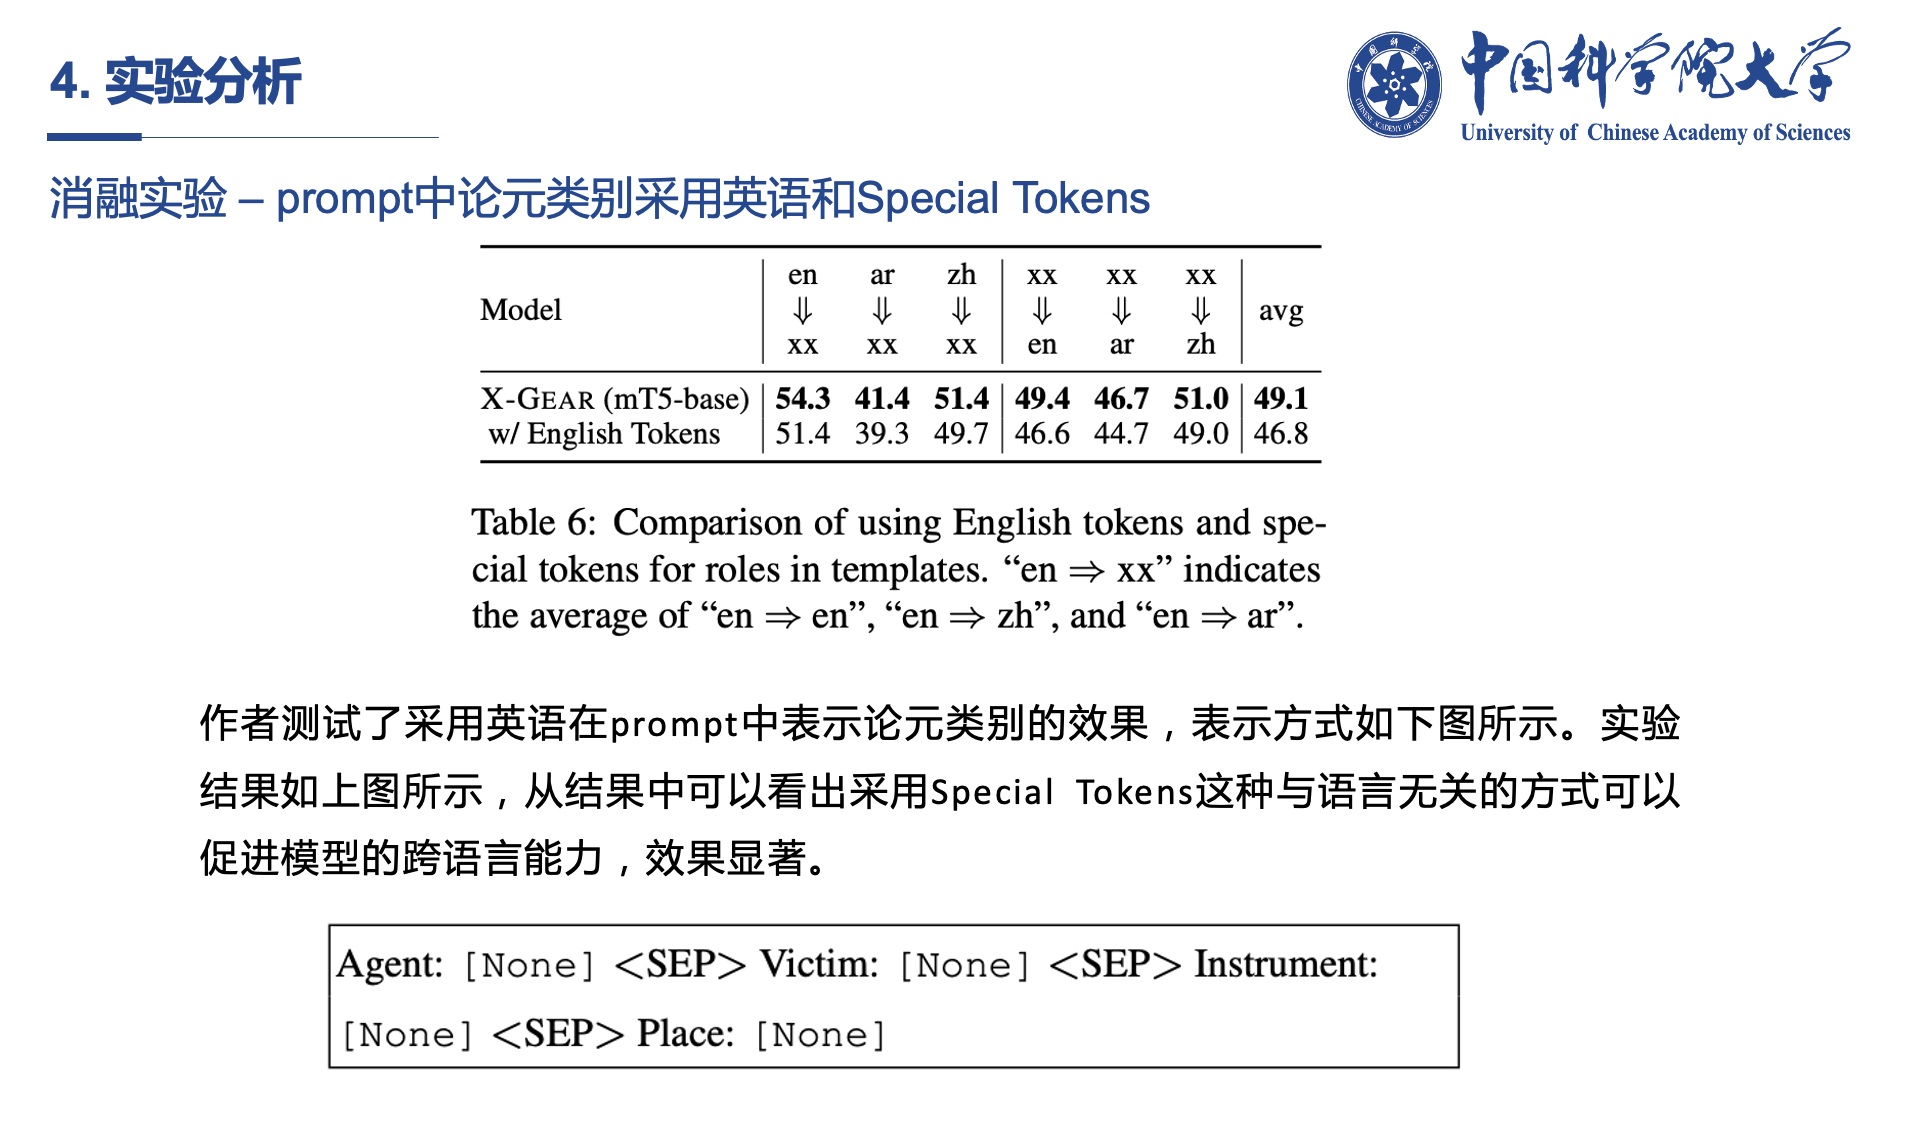 4. 实验分析
中国科学院大学
University of Chinese Academy of Sciences
中国科学院
CHINESE ACADEMY OF SCIENCES
消融实验 – prompt中论元类别采用英语和Special Tokens
en ar zh xx xx xx
Model ⇓ ⇓ ⇓ ⇓ ⇓ ⇓ avg
xx xx xx en ar zh
X-GEAR (mT5-base) 54.3 41.4 51.4 49.4 46.7 51.0 49.1
w/ English Tokens 51.4 39.3 49.7 46.6 44.7 49.0 46.8
Table 6: Comparison of using English tokens and spe-
cial tokens for roles in templates. “en ⇒ xx” indicates
the average of “en ⇒ en”, “en ⇒ zh”, and “en ⇒ ar”.
作者测试了采用英语在prompt中表示论元类别的效果，表示方式如下图所示。实验
结果如上图所示，从结果中可以看出采用Special Tokens这种与语言无关的方式可以
促进模型的跨语言能力，效果显著。
Agent: [None] <SEP> Victim: [None] <SEP> Instrument:
[None] <SEP> Place: [None]